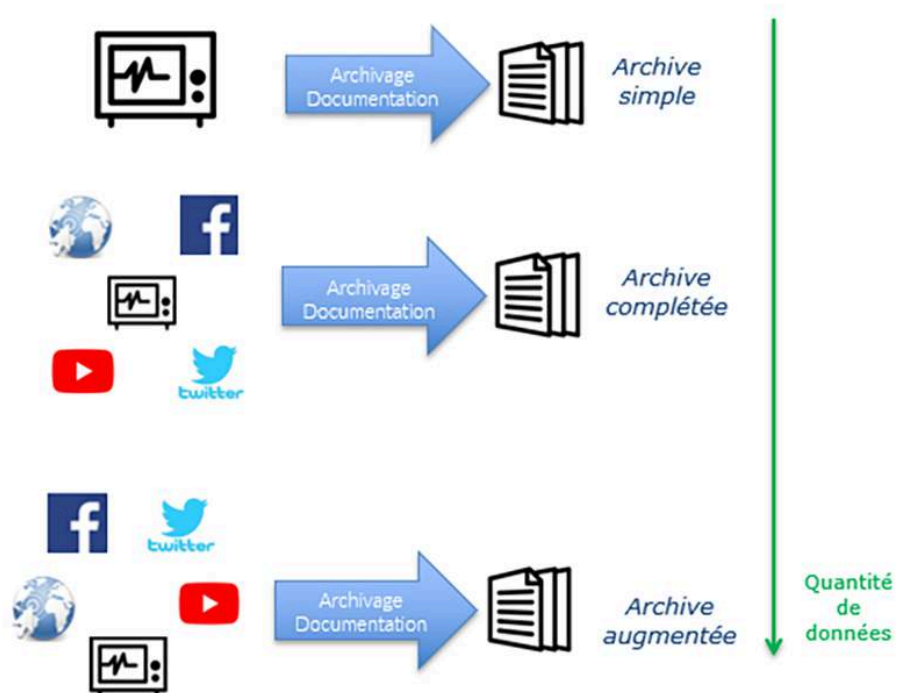 Archivage
Documentation
Archive
simple
f
Archivage
Documentation
Archive
complétée
twitter
f
twitter
Archivage
Documentation
Archive
augmentée
Quantité
de
données